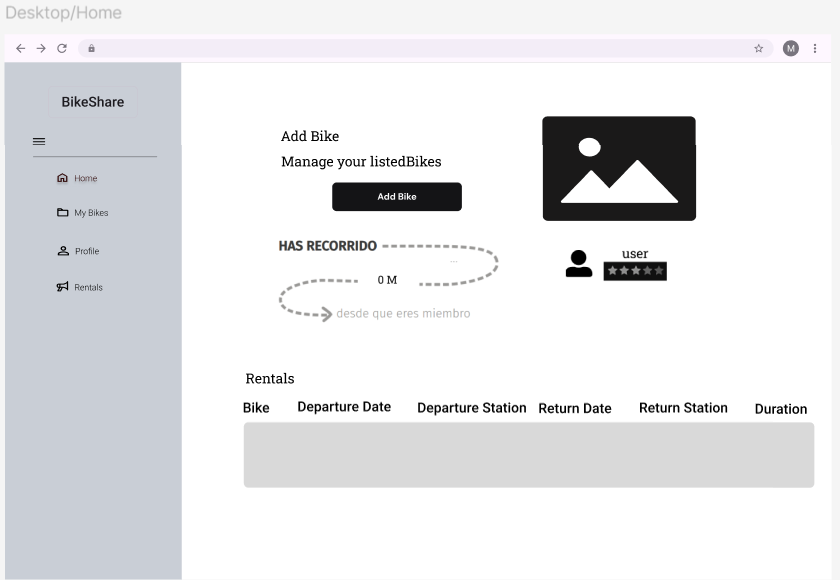 Desktop/Home
M
BikeShare
Home
My Bikes
Profile
Rentals
Add Bike
Manage your listedBikes
Add Bike
HAS RECORRIDO
...
0 M
desde que eres miembro
user
Rentals
Bike Departure Date Departure Station Return Date Return Station Duration